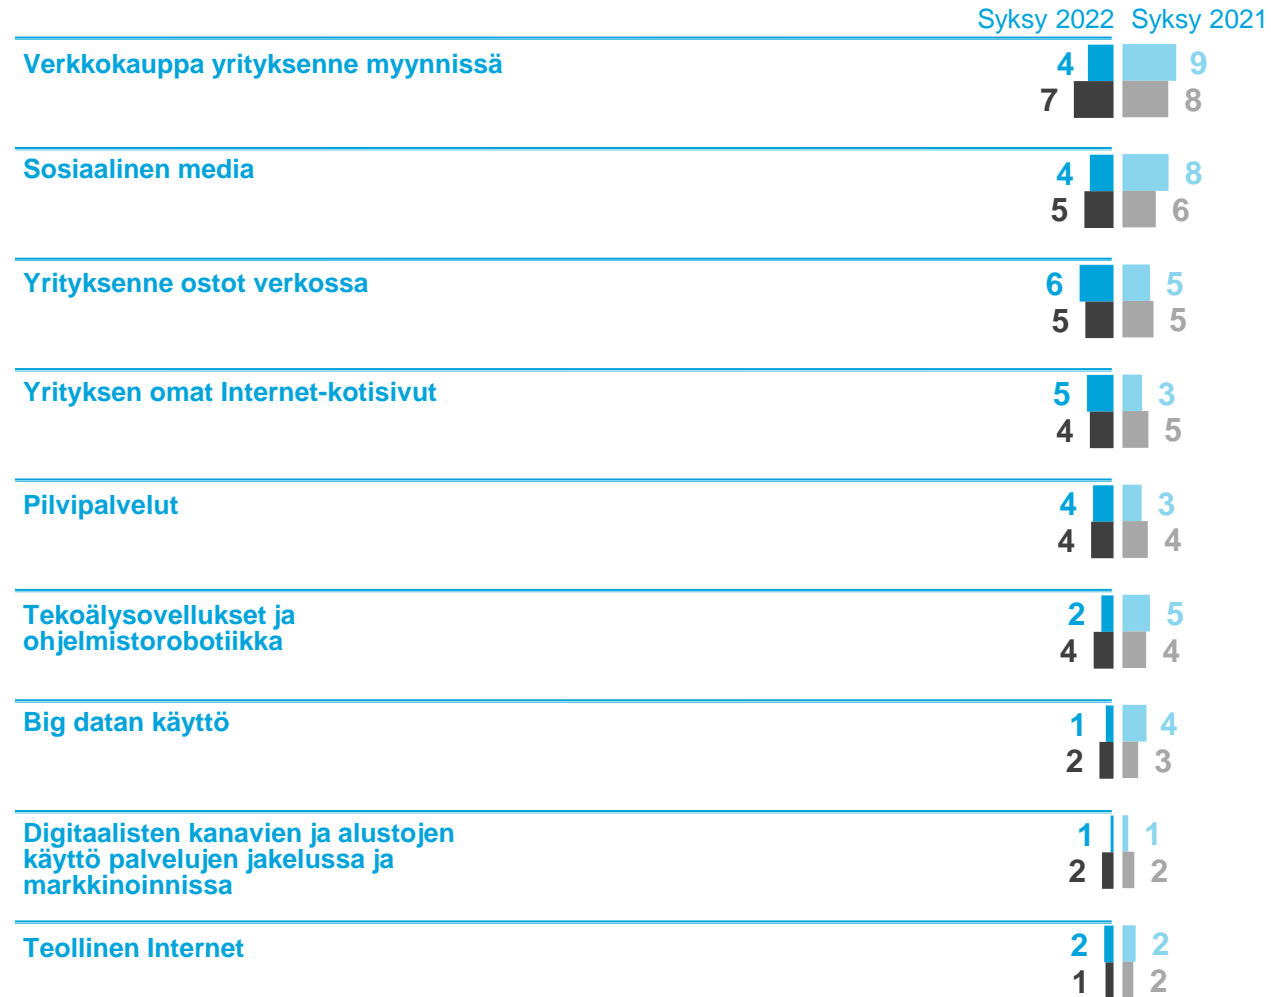 Syksy 2022 Syksy 2021
Verkkokauppa yrityksenne myynnissä
4 9
7 8
Sosiaalinen media
4 8
5 6
Yrityksenne ostot verkossa
6 5
5 5
Yrityksen omat Internet-kotisivut
5 3
4 5
Pilvipalvelut
4 3
4 4
Tekoälysovellukset ja
ohjelmistorobotiikka
2 5
4 4
Big datan käyttö
1 4
2 3
Digitaalisten kanavien ja alustojen
käyttö palvelujen jakelussa ja
markkinoinnissa
1 1
2 2
Teollinen Internet
2 2
1 2